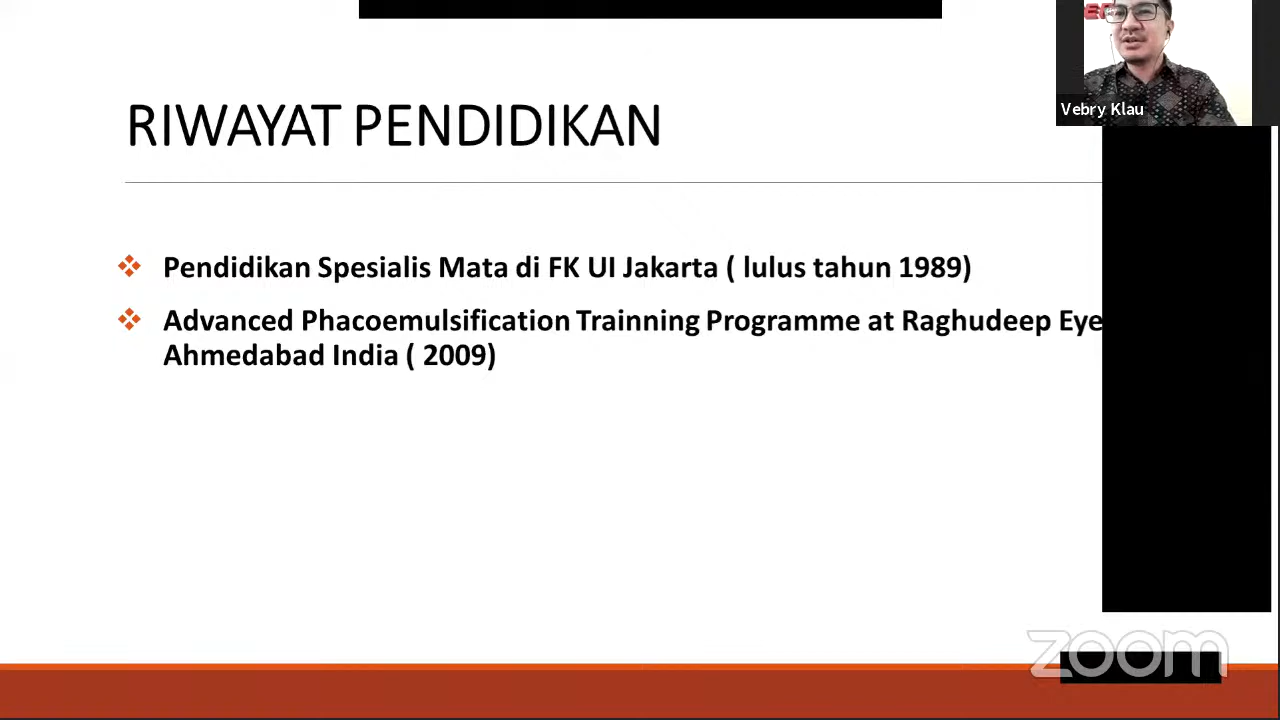 Vebry Klau
RIWAYAT PENDIDIKAN
Pendidikan Spesialis Mata di FK UI Jakarta ( lulus tahun 1989)
Advanced Phacoemulsification Trainning Programme at Raghudeep Eye
Ahmedabad India ( 2009)
zoom